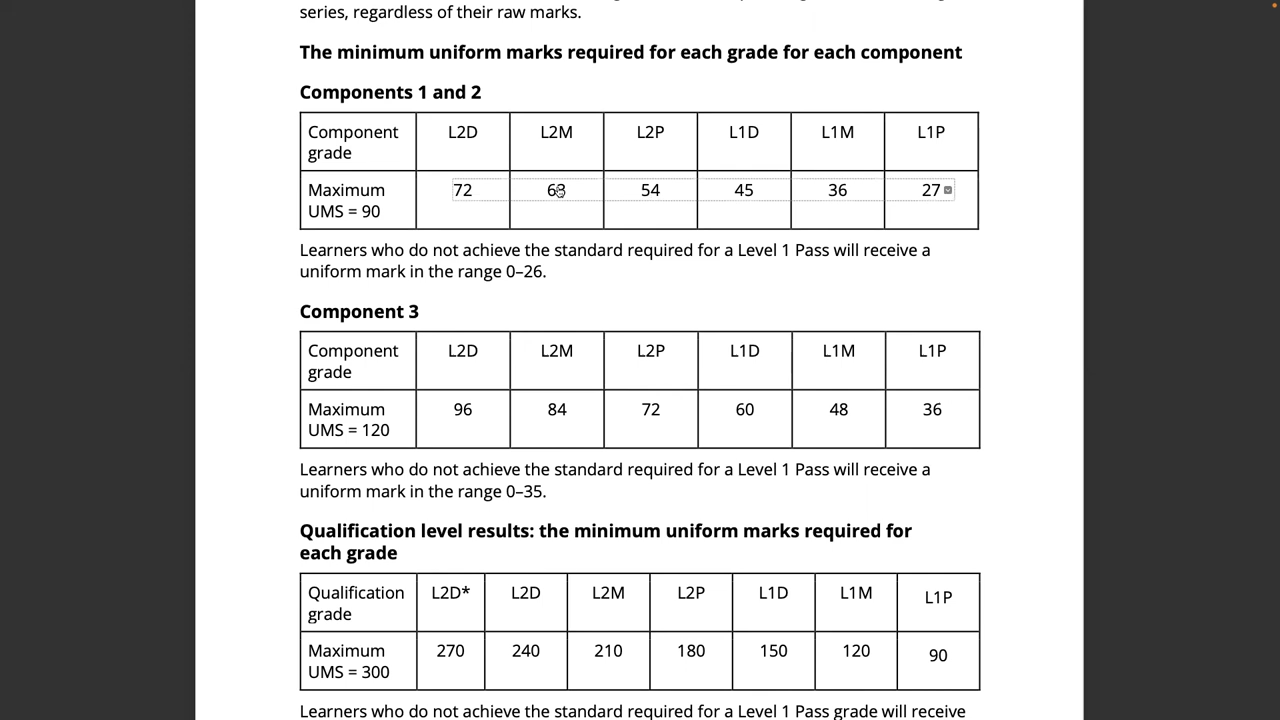 series, regardless of their raw marks.
The minimum uniform marks required for each grade for each component
Components 1 and 2
Component grade L2D L2M L2P L1D L1M L1P
Maximum UMS = 90 72 63 54 45 36 27
Learners who do not achieve the standard required for a Level 1 Pass will receive a
uniform mark in the range 0–26.
Component 3
Component grade L2D L2M L2P L1D L1M L1P
Maximum UMS = 120 96 84 72 60 48 36
Learners who do not achieve the standard required for a Level 1 Pass will receive a
uniform mark in the range 0–35.
Qualification level results: the minimum uniform marks required for
each grade
Qualification grade L2D* L2D L2M L2P L1D L1M L1P
Maximum UMS = 300 270 240 210 180 150 120 90
Learners who do not achieve the standard required for a Level 1 Pass grade will receive